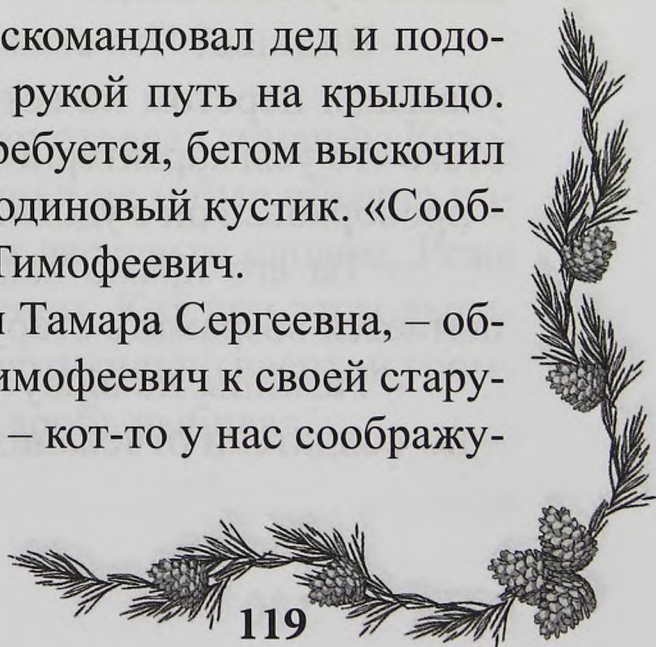 скомандовал дед и подо-
рукой путь на крыльцо.
ребуется, бегом выскочил
одиновый кустик. «Сооб-
Тимофеевич.
Тамара Сергеевна, – об-
имофеевич к своей стару-
– кот-то у нас соображу-
119